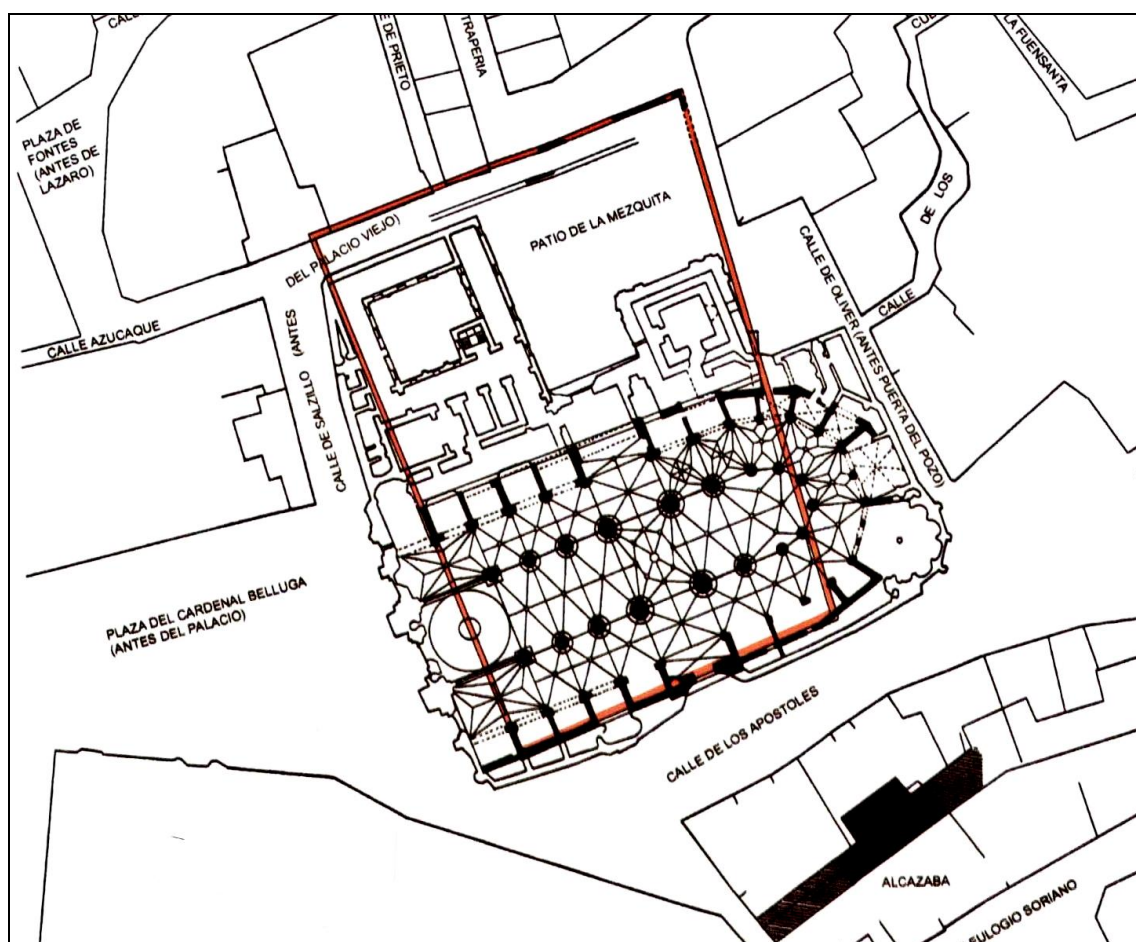 CALLE
E DE PRIETO
TRAPERIA
LA FUENSANTA
PLAZA DE
FONTES
(ANTES DE
LAZARO)
DE LOS
PATIO DE LA MEZQUITA
DEL PALACIO VIEJO)
CALLE DE SALZILLO (ANTES
CALLE AZUCAQUE
CALLE DE OLIVER (ANTES PUERTA DEL POZO)
CALLE
PLAZA DEL CARDENAL BELLUGA
(ANTES DEL PALACIO)
CALLE DE LOS APOSTOLES
ALCAZABA
EULOGIO SORIANO